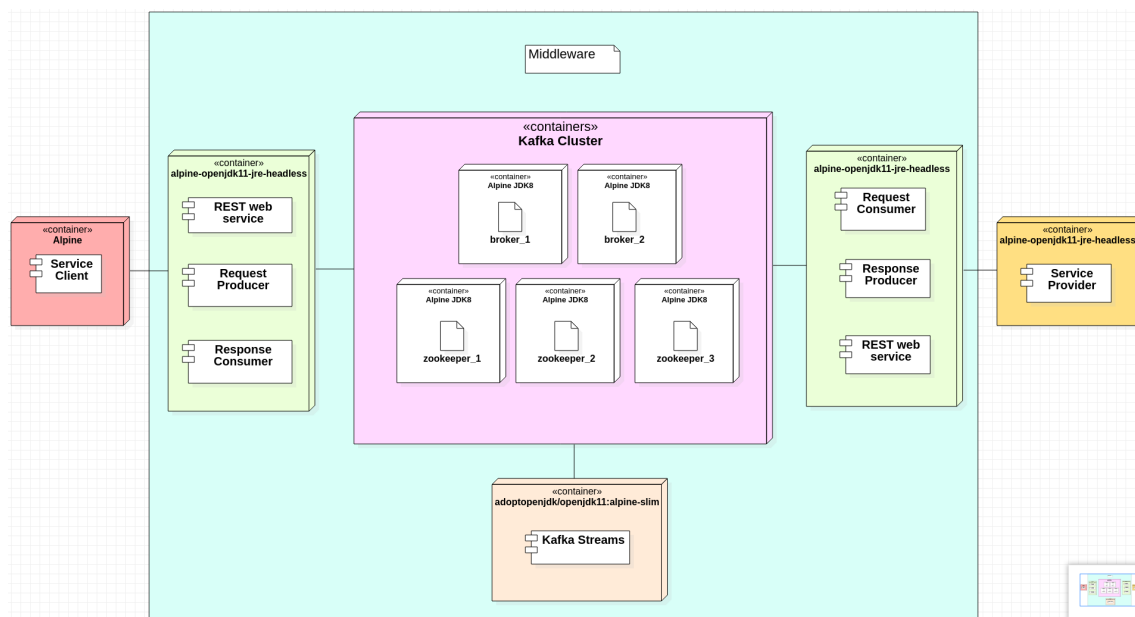 Middleware
«containers»
Kafka Cluster
«container»
alpine-openjdk11-jre-headless
REST web
service
Request
Producer
Response
Consumer
«container»
Alpine
Service
Client
«container»
Alpine JDK8
broker_1
«container»
Alpine JDK8
broker_2
«container»
Alpine JDK8
zookeeper_1
«container»
Alpine JDK8
zookeeper_2
«container»
Alpine JDK8
zookeeper_3
«container»
alpine-openjdk11-jre-headless
Request
Consumer
Response
Producer
REST web
service
«container»
alpine-openjdk11-jre-headless
Service
Provider
«container»
adoptopenjdk/openjdk11:alpine-slim
Kafka Streams